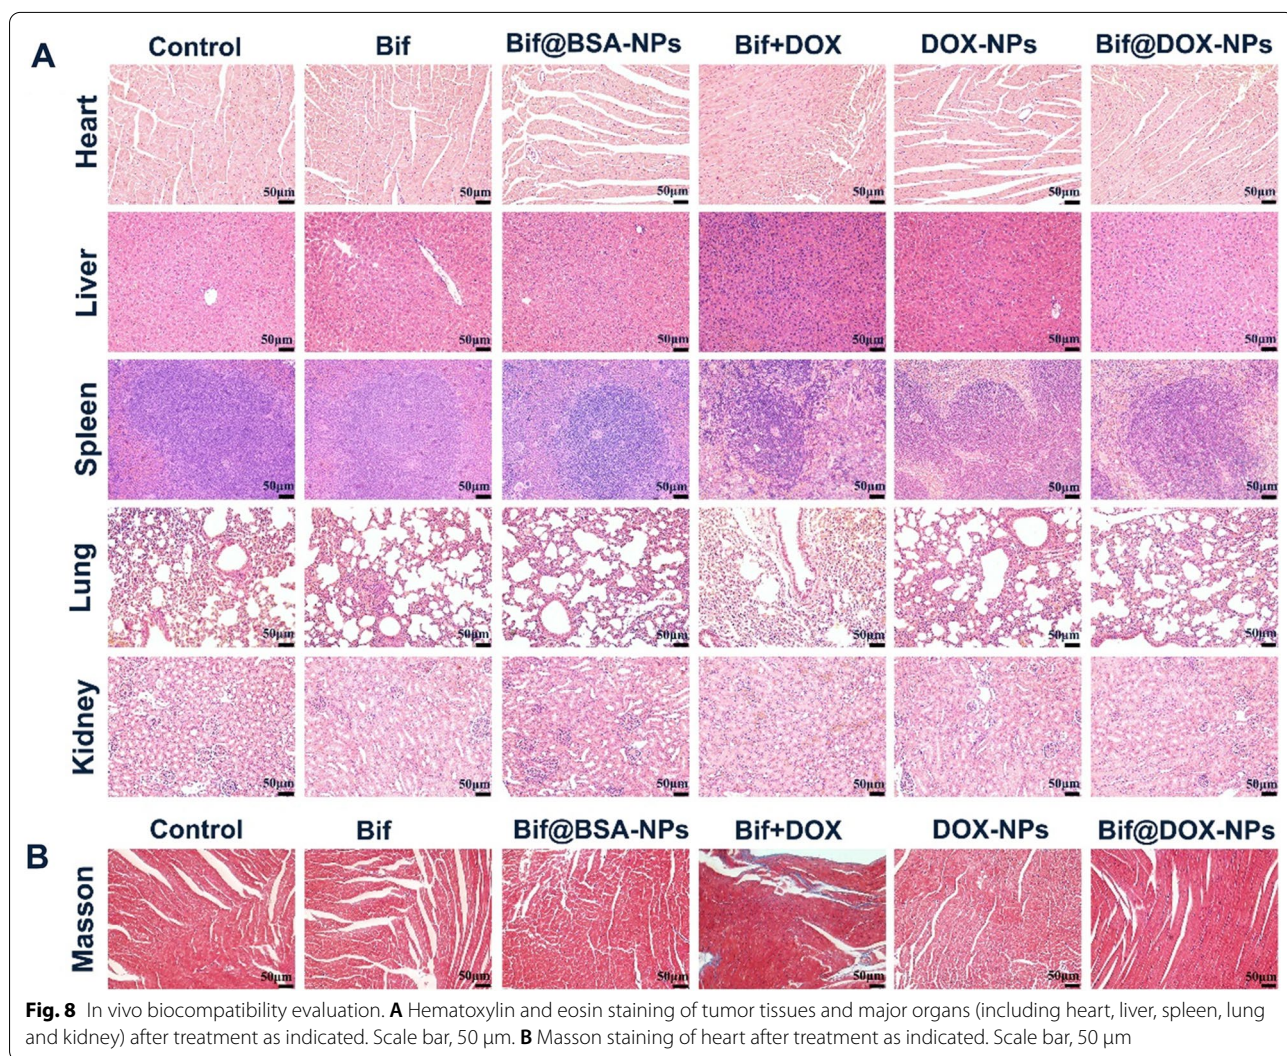 A
Control Bif Bif@BSA-NPs Bif+DOX DOX-NPs Bif@DOX-NPs
Heart
50μm 50μm 50μm 50μm 50μm 50μm
Liver
50μm 50μm 50μm 50μm 50μm 50μm
Spleen
50μm 50μm 50μm 50μm 50μm 50μm
Lung
50μm 50μm 50μm 50μm 50μm 50μm
Kidney
50μm 50μm 50μm 50μm 50μm 50μm
B
Control Bif Bif@BSA-NPs Bif+DOX DOX-NPs Bif@DOX-NPs
Masson
50μm 50μm 50μm 50μm 50μm 50μm
Fig. 8 In vivo biocompatibility evaluation. A Hematoxylin and eosin staining of tumor tissues and major organs (including heart, liver, spleen, lung
and kidney) after treatment as indicated. Scale bar, 50 μm. B Masson staining of heart after treatment as indicated. Scale bar, 50 μm